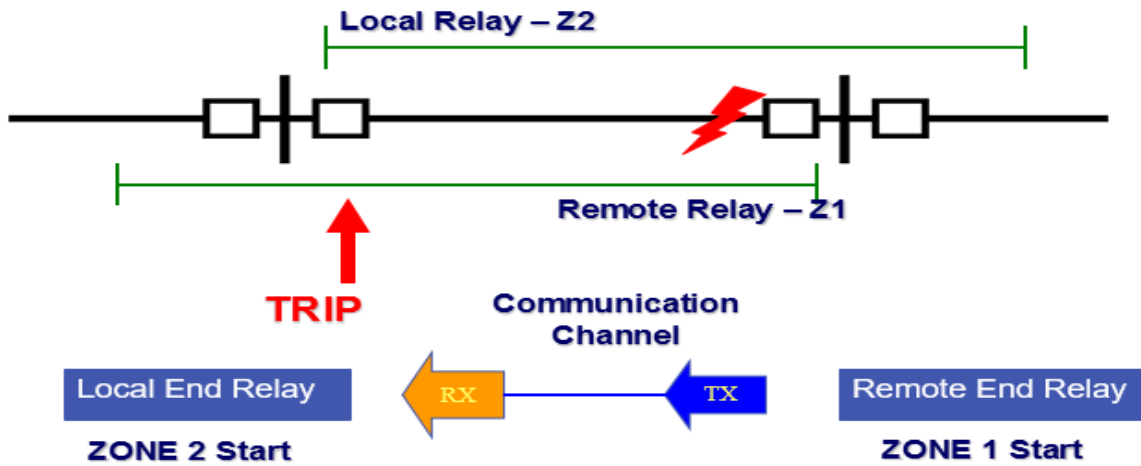 Local Relay – Z2
Remote Relay – Z1
TRIP
Communication
Channel
Local End Relay
RX
TX
Remote End Relay
ZONE 2 Start
ZONE 1 Start